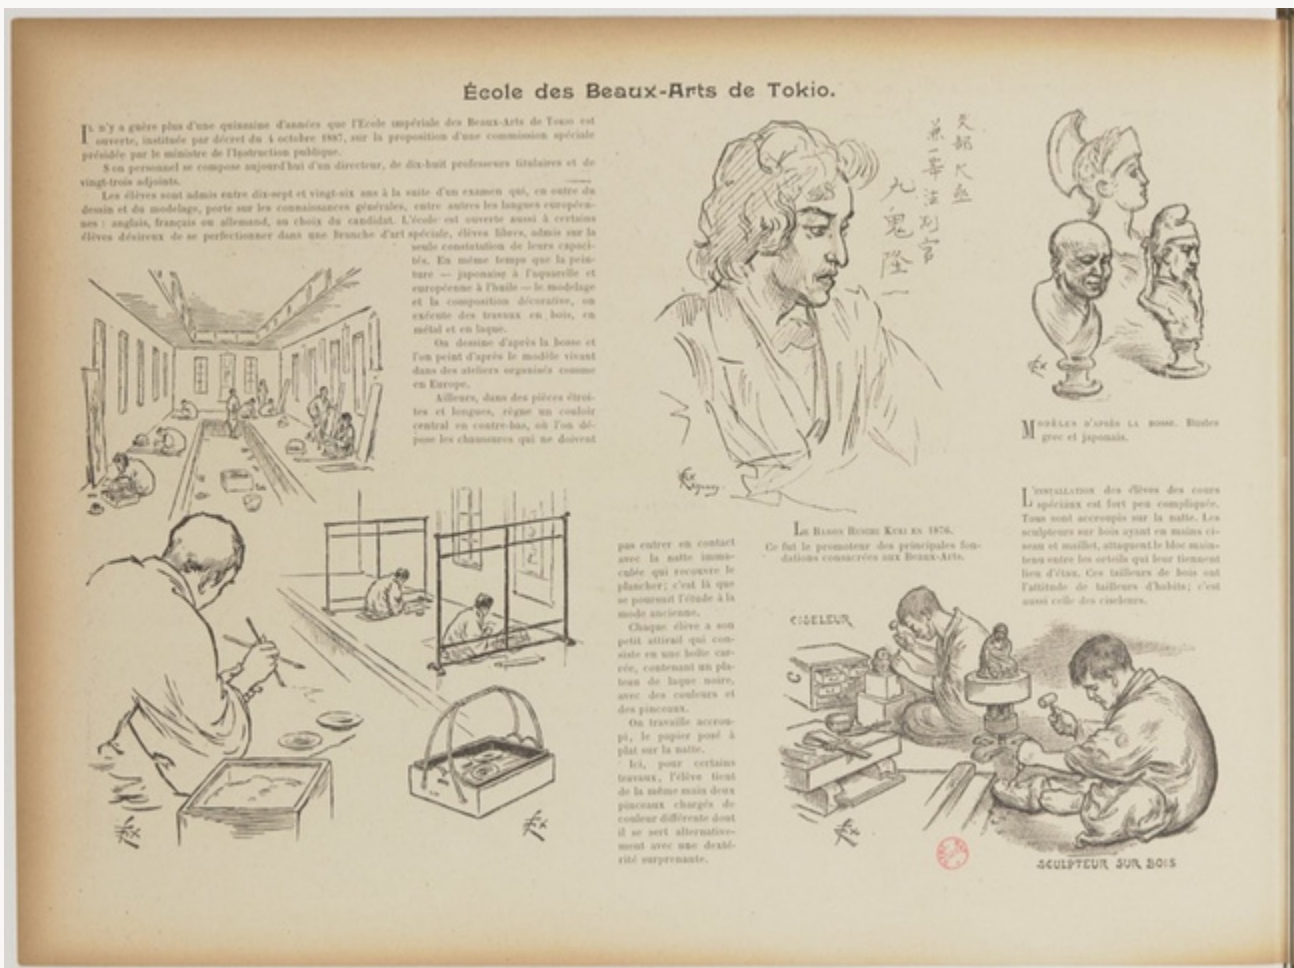 École des Beaux-Arts de Tokio.
IL n'y a guère plus d'une quinzaine d'années que l'École impériale des Beaux-Arts de Tokio est
ouverte, instituée par décret du 4 octobre 1887, sur la proposition d'une commission spéciale
présidée par le ministre de l'Instruction publique.
Son personnel se compose aujourd'hui d'un directeur, de dix-huit professeurs titulaires et de
vingt-trois adjoints.
Les élèves sont admis entre dix-sept et vingt-six ans à la suite d'un examen qui, en outre du
dessin et du modelage, porte sur les connaissances générales, entre autres les langues européen-
nes : anglais, français ou allemand, au choix du candidat. L'école est ouverte aussi à certains
élèves désireux de se perfectionner dans une branche d'art spéciale, élèves libres, admis sur la
seule constatation de leurs capaci-
tés. En même temps que la pein-
ture — japonaise à l'aquarelle et
européenne à l'huile — le modelage
et la composition décorative, on
exécute des travaux en bois, en
métal et en laque.
On dessine d'après la bosse et
l'on peint d'après le modèle vivant
dans des ateliers organisés comme
en Europe.
Ailleurs, dans des pièces étroi-
tes et longues, règne un couloir
central en contre-bas, où l'on dé-
pose les chaussures qui ne doivent
pas entrer en contact
avec la natte imma-
culée qui recouvre le
plancher; c'est là que
se poursuit l'étude à la
mode ancienne.
Chaque élève a son
petit attirail qui con-
siste en une boîte car-
rée, contenant un pla-
teau de laque noire,
avec des couleurs et
des pinceaux.
On travaille accrou-
pi, le papier posé à
plat sur la natte.
Ici, pour certains
travaux, l'élève tient
de la même main deux
pinceaux chargés de
couleur différente dont
il se sert alternative-
ment avec une dexté-
rité surprenante.
九鬼隆一
LE BARON RIUICHI KUKI EN 1876.
Ce fut le promoteur des principales fon-
dations consacrées aux Beaux-Arts.
MODÈLES D'APRÈS LA BOSSE. Bustes
grec et japonais.
L'INSTALLATION des élèves des cours
spéciaux est fort peu compliquée.
Tous sont accroupis sur la natte. Les
sculpteurs sur bois ayant en mains ci-
seau et maillet, attaquent le bloc main-
tenu entre les orteils qui leur tiennent
lieu d'étau. Ces tailleurs de bois ont
l'attitude de tailleurs d'habits; c'est
aussi celle des ciseleurs.
CISELEUR
SCULPTEUR SUR BOIS